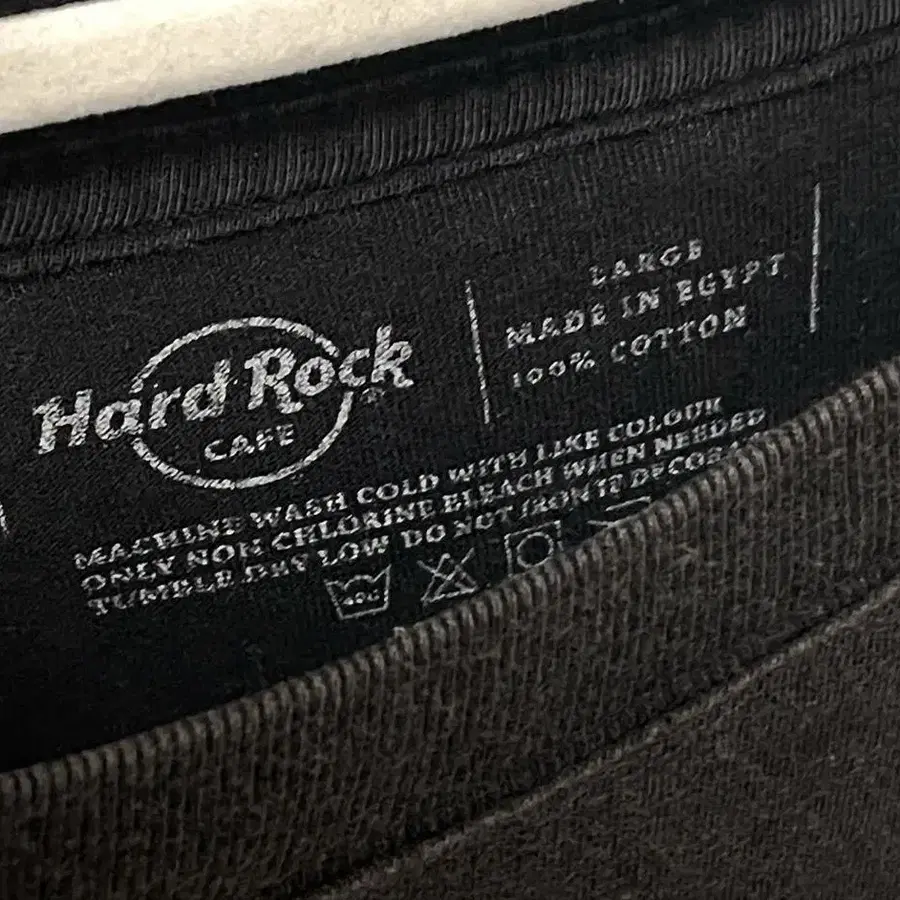 Hard Rock
CAFE
LARGE
MADE IN EGYPT
100% COTTON
MACHINE WASH COLD WITH LIKE COLOUR
ONLY NON CHLORINE BLEACH WHEN NEEDED
TUMBLE DRY LOW DO NOT IRON